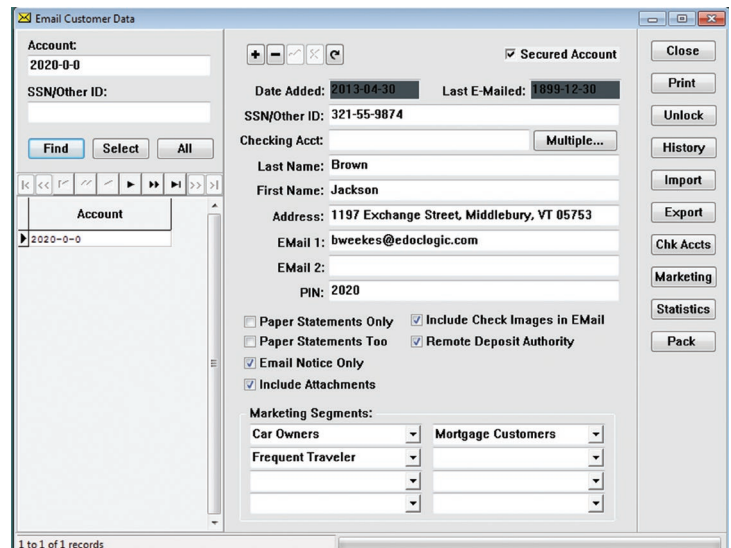 Email Customer Data
Account:
2020-0-0
SSN/Other ID:
Find Select All
Account
2020-0-0
1 to 1 of 1 records
Secured Account
Date Added: 2013-04-30 Last E-Mailed: 1899-12-30
SSN/Other ID: 321-55-9874
Checking Acct: Multiple...
Last Name: Brown
First Name: Jackson
Address: 1197 Exchange Street, Middlebury, VT 05753
EMail 1: bweekes@edoclogic.com
EMail 2:
PIN: 2020
Paper Statements Only Include Check Images in EMail
Paper Statements Too Remote Deposit Authority
Email Notice Only
Include Attachments
Marketing Segments:
Car Owners Mortgage Customers
Frequent Traveler
Close
Print
Unlock
History
Import
Export
Chk Accts
Marketing
Statistics
Pack